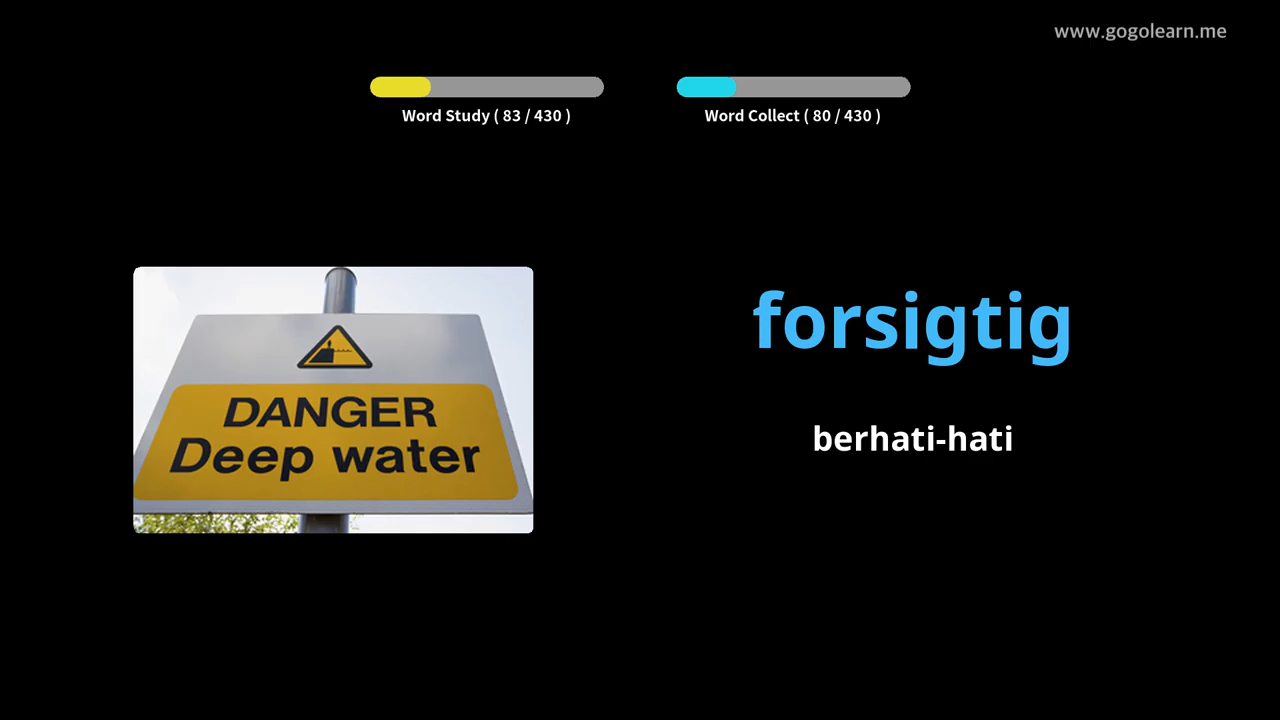 www.gogolearn.me
Word Study ( 83 / 430 )
Word Collect ( 80 / 430 )
DANGER
Deep water
forsigtig
berhati-hati